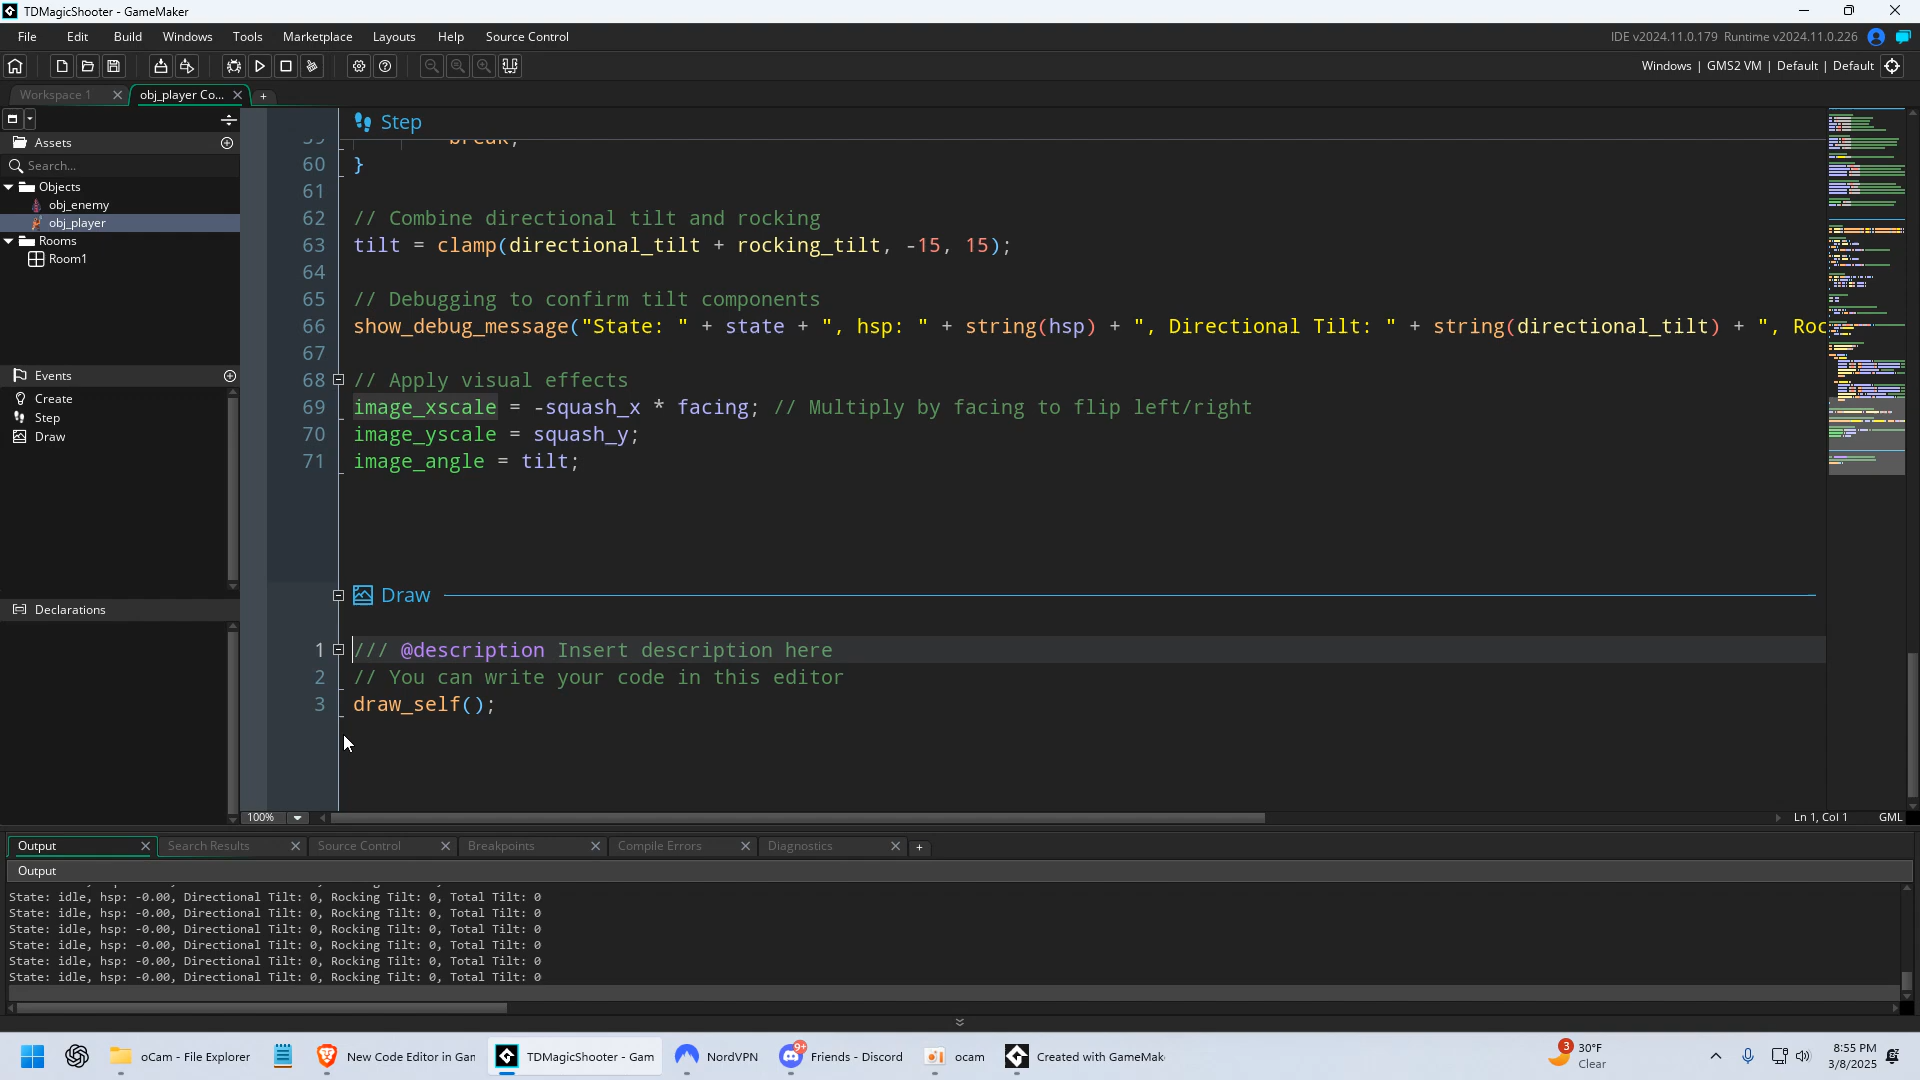 TDMagicShooter - GameMaker
File Edit Build Windows Tools Marketplace Layouts Help Source Control
IDE v2024.11.0.179 Runtime v2024.11.0.226
Windows | GMS2 VM | Default | Default
Workspace 1
obj_player Co...
Assets
Search...
Objects
obj_enemy
obj_player
Rooms
Room1
Events
Create
Step
Draw
Declarations
Step
60 }
61
62 // Combine directional tilt and rocking
63 tilt = clamp(directional_tilt + rocking_tilt, -15, 15);
64
65 // Debugging to confirm tilt components
66 show_debug_message("State: " + state + ", hsp: " + string(hsp) + ", Directional Tilt: " + string(directional_tilt) + ", Roc
67
68 // Apply visual effects
69 image_xscale = -squash_x * facing; // Multiply by facing to flip left/right
70 image_yscale = squash_y;
71 image_angle = tilt;
Draw
1 /// @description Insert description here
2 // You can write your code in this editor
3 draw_self();
100%
Ln 1, Col 1 GML
Output Search Results Source Control Breakpoints Compile Errors Diagnostics
Output
State: idle, hsp: -0.00, Directional Tilt: 0, Rocking Tilt: 0, Total Tilt: 0
State: idle, hsp: -0.00, Directional Tilt: 0, Rocking Tilt: 0, Total Tilt: 0
State: idle, hsp: -0.00, Directional Tilt: 0, Rocking Tilt: 0, Total Tilt: 0
State: idle, hsp: -0.00, Directional Tilt: 0, Rocking Tilt: 0, Total Tilt: 0
State: idle, hsp: -0.00, Directional Tilt: 0, Rocking Tilt: 0, Total Tilt: 0
State: idle, hsp: -0.00, Directional Tilt: 0, Rocking Tilt: 0, Total Tilt: 0
oCam - File Explorer
New Code Editor in Gan
TDMagicShooter - Gam
NordVPN
9+
Friends - Discord
ocam
Created with GameMak
3
30°F
Clear
8:55 PM
3/8/2025